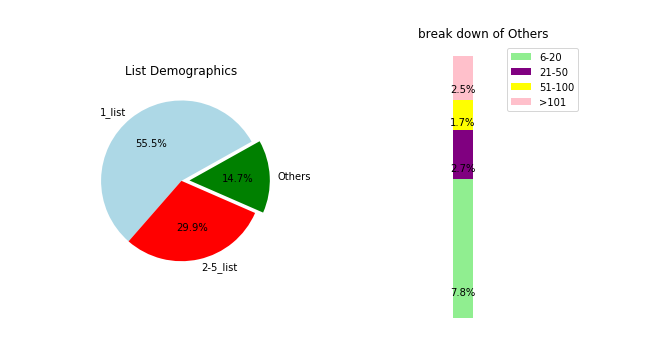 List Demographics
1_list
55.5%
14.7%
Others
29.9%
2-5_list
break down of Others
6-20
21-50
51-100
>101
2.5%
1.7%
2.7%
7.8%